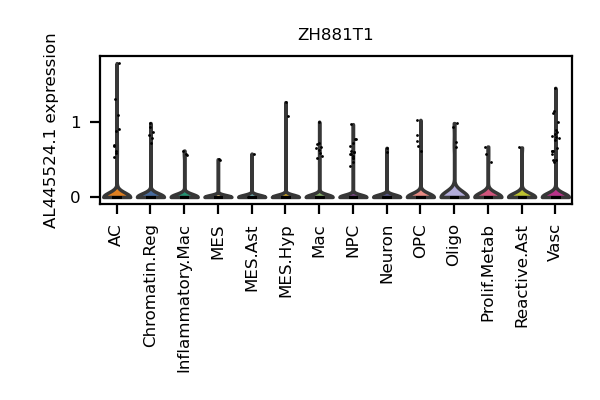 ZH881T1
AL445524.1 expression
1
0
AC
Chromatin.Reg
Inflammatory.Mac
MES
MES.Ast
MES.Hyp
Mac
NPC
Neuron
OPC
Oligo
Prolif.Metab
Reactive.Ast
Vasc